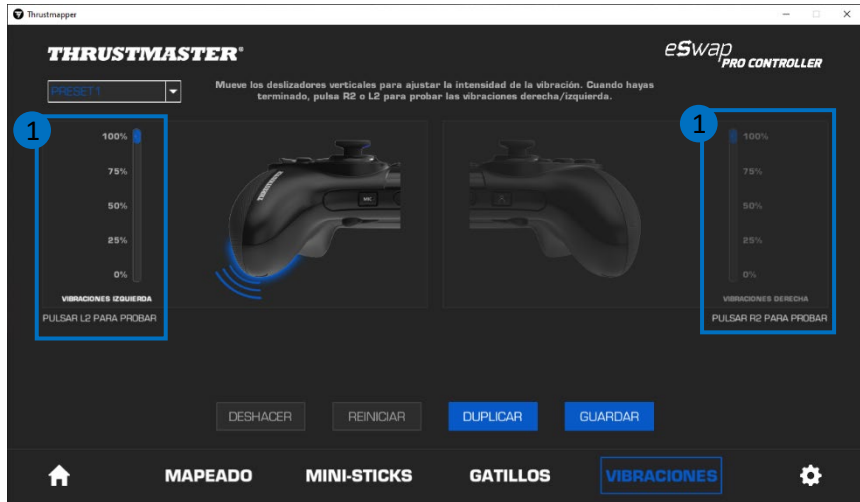 Thrustmapper
THRUSTMASTER®
eSwap
PRO CONTROLLER
PRESET1
Mueve los deslizadores verticales para ajustar la intensidad de la vibración. Cuando hayas
terminado, pulsa R2 o L2 para probar las vibraciones derecha/izquierda.
1
100%
75%
50%
25%
0%
VIBRACIONES IZQUIERDA
PULSAR L2 PARA PROBAR
THRUSTMASTER
MIC
1
100%
75%
50%
25%
0%
VIBRACIONES DERECHA
PULSAR R2 PARA PROBAR
DESHACER
REINICIAR
DUPLICAR
GUARDAR
MAPEADO
MINI-STICKS
GATILLOS
VIBRACIONES